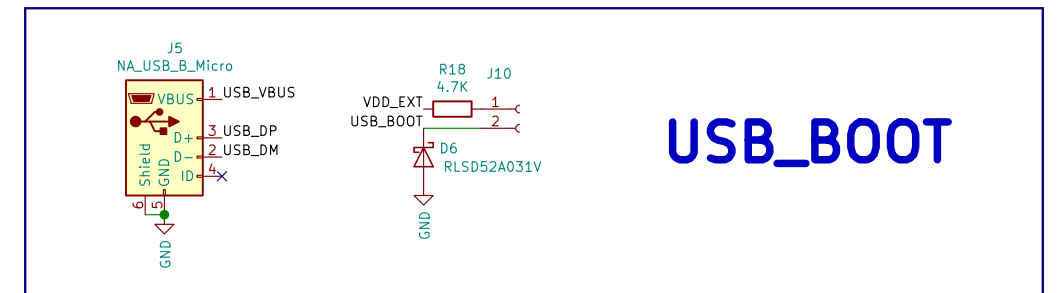 J5
NA_USB_B_Micro
VBUS 1 USB_VBUS
D+ 3 USB_DP
D- 2 USB_DM
ID 4
Shield
GND
6
5
GND
R18
4.7K
J10
VDD_EXT
1
USB_BOOT
2
D6
RLSD52A031V
GND
USB_BOOT